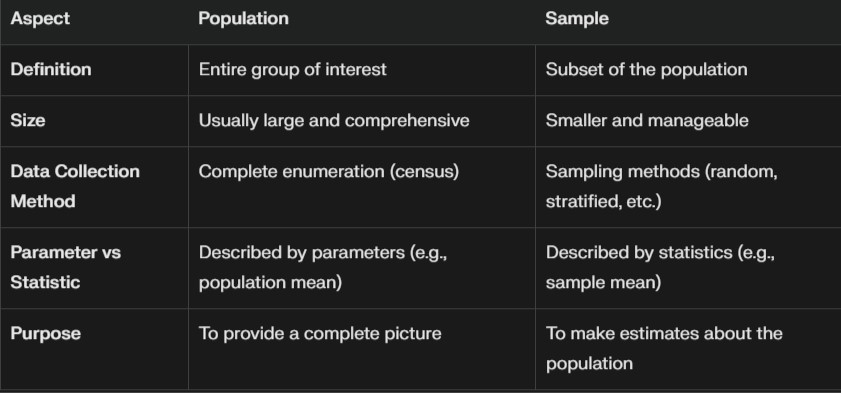 Aspect Population Sample
Definition Entire group of interest Subset of the population
Size Usually large and comprehensive Smaller and manageable
Data Collection Method Complete enumeration (census) Sampling methods (random, stratified, etc.)
Parameter vs Statistic Described by parameters (e.g., population mean) Described by statistics (e.g., sample mean)
Purpose To provide a complete picture To make estimates about the population